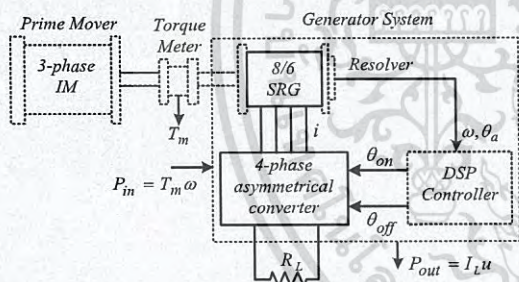 Prime Mover
3-phase
IM
Torque
Meter
T_m
Generator System
8/6
SRG
Resolver
i
ω, θ_a
P_in = T_m ω
4-phase
asymmetrical
converter
θ_on
θ_off
DSP
Controller
R_L
P_out = I_L u